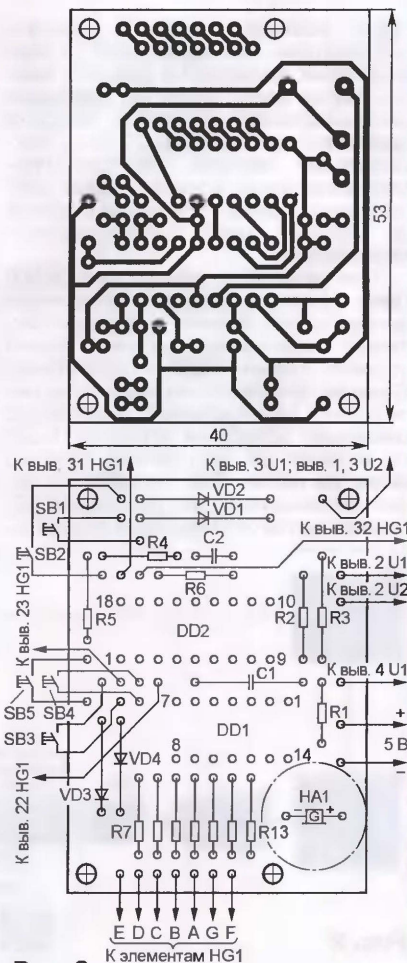 53
40
К выв. 31 HG1
К выв. 3 U1; выв. 1, 3 U2
SB1
VD2
VD1
К выв. 32 HG1
SB2
R4
C2
К выв. 2 U1
R6
К выв. 2 U2
К выв. 23 HG1
18
10
R5
R2
R3
DD2
1
9
К выв. 4 U1
C1
SB5
SB4
7
1
R1
+
SB3
DD1
5 В
8
14
–
VD4
VD3
К выв. 22 HG1
HA1
– G +
R7
R13
E D C B A G F
К элементам HG1